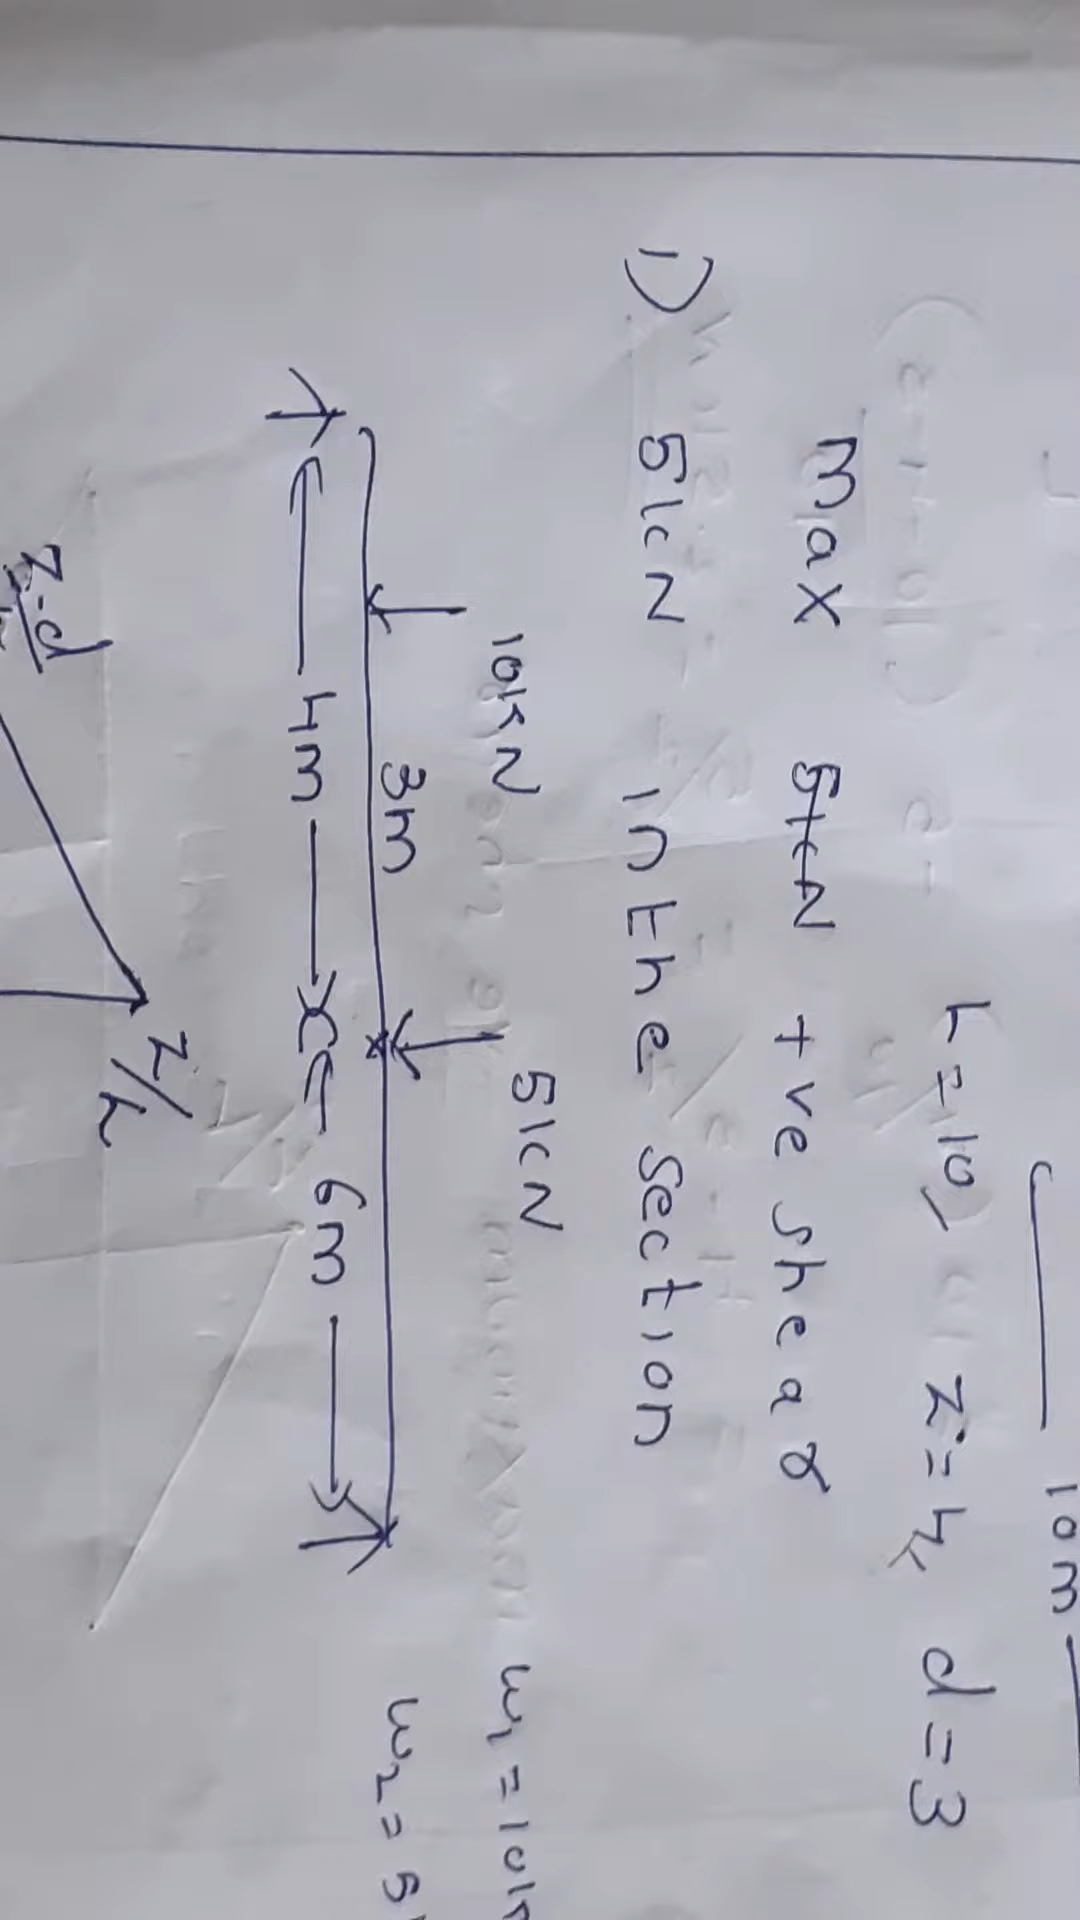 10m
L=10, Z=4, d=3
Max 5kN +ve shear
1) 5kN in the section
10kN 5kN
3m
4m 6m
w1 = 10k
w2 = 5
Z/L
Z-d